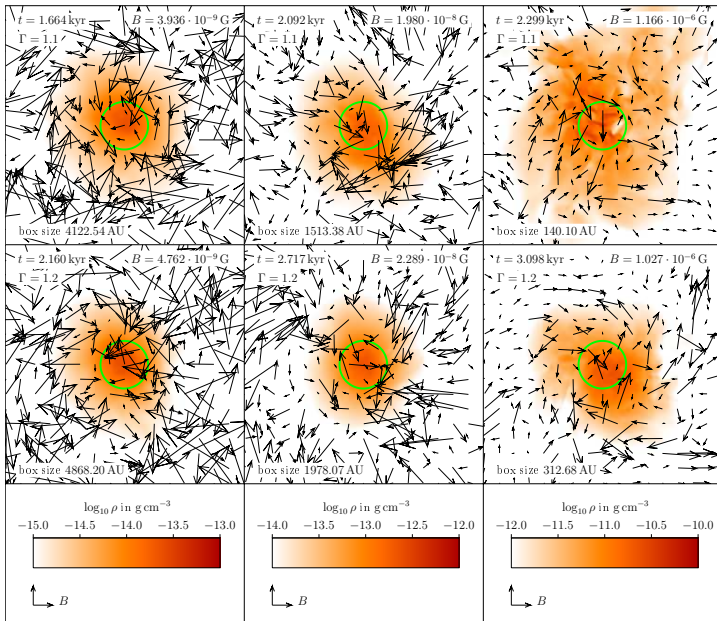 t = 1.664 kyr B = 3.936 · 10⁻⁹ G
Γ = 1.1
box size 4122.54 AU
t = 2.092 kyr B = 1.980 · 10⁻⁸ G
Γ = 1.1
box size 1513.38 AU
t = 2.299 kyr B = 1.166 · 10⁻⁶ G
Γ = 1.1
box size 140.10 AU
t = 2.160 kyr B = 4.762 · 10⁻⁹ G
Γ = 1.2
box size 4868.20 AU
t = 2.717 kyr B = 2.289 · 10⁻⁸ G
Γ = 1.2
box size 1978.07 AU
t = 3.098 kyr B = 1.027 · 10⁻⁶ G
Γ = 1.2
box size 312.68 AU
log₁₀ ρ in g cm⁻³
−15.0 −14.5 −14.0 −13.5 −13.0
B
log₁₀ ρ in g cm⁻³
−14.0 −13.5 −13.0 −12.5 −12.0
B
log₁₀ ρ in g cm⁻³
−12.0 −11.5 −11.0 −10.5 −10.0
B